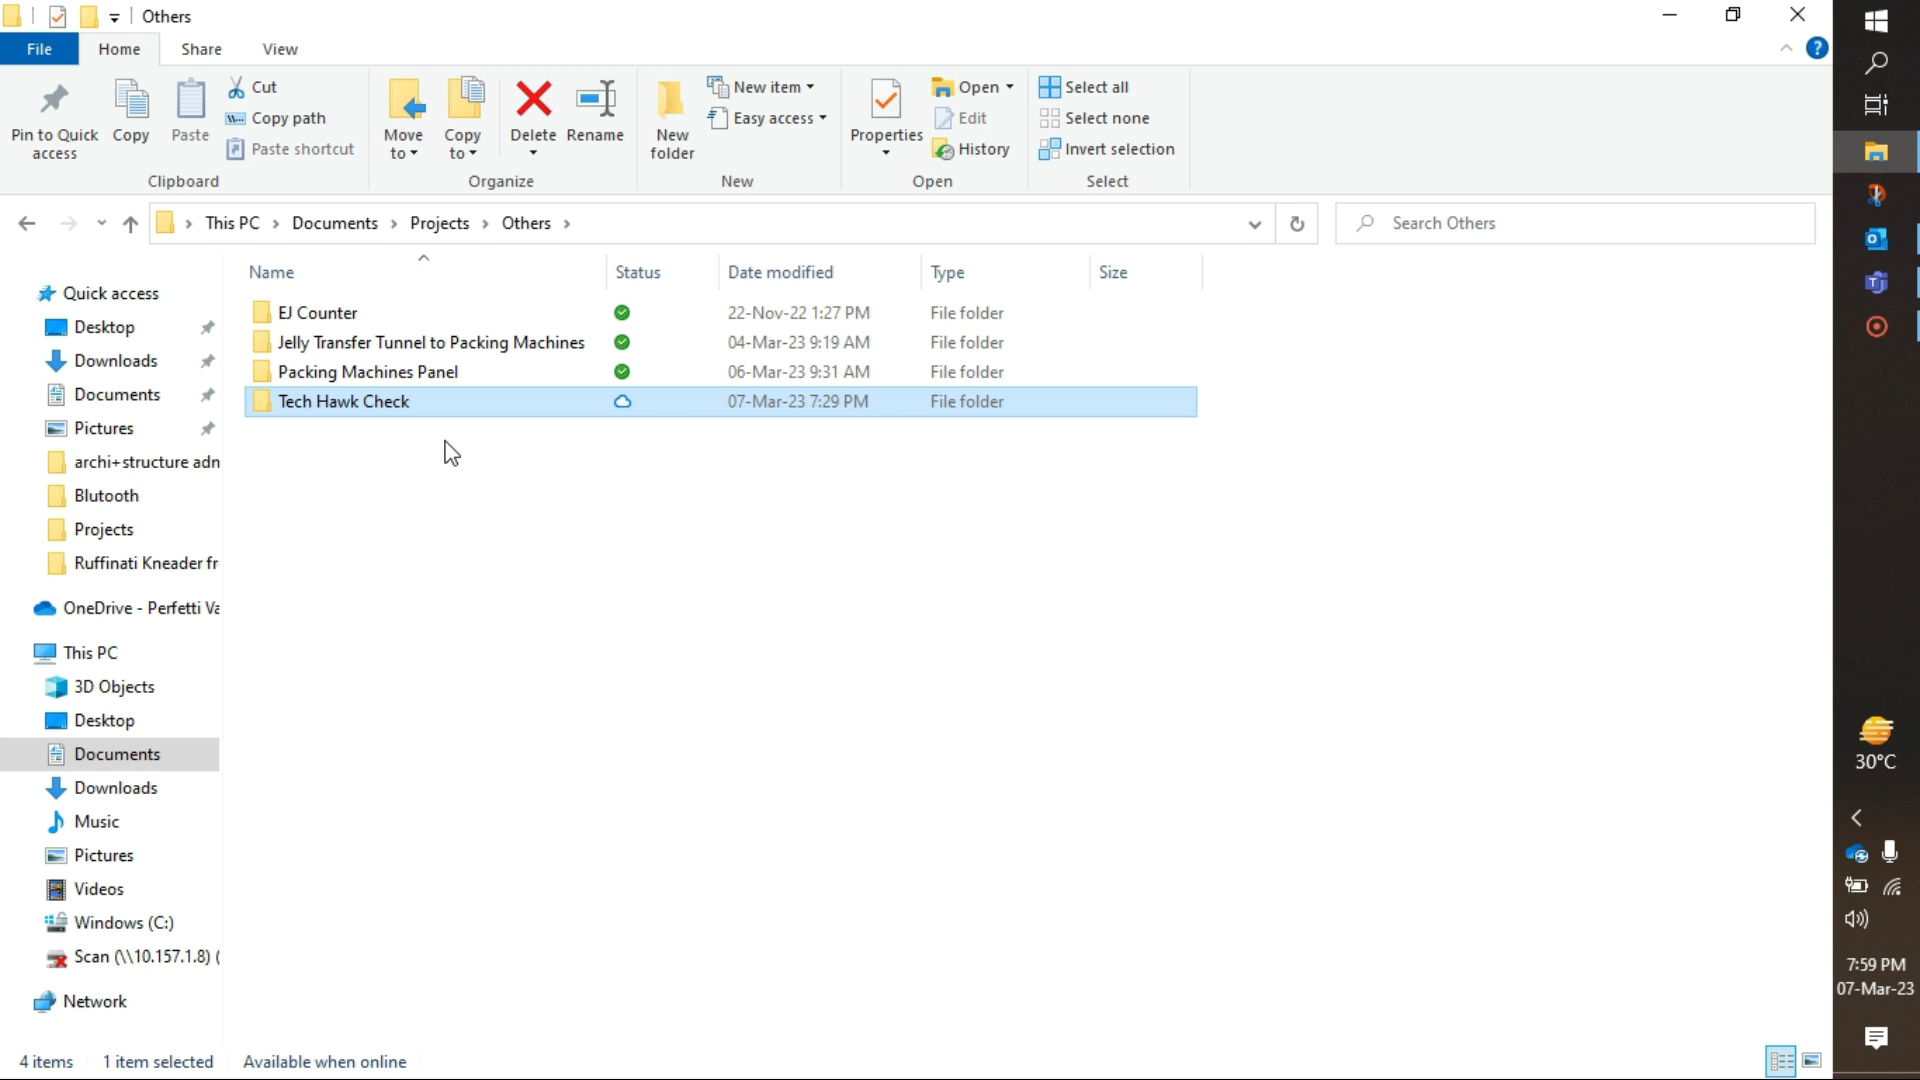 Others
File Home Share View
Pin to Quick access
Copy
Paste
Cut
Copy path
Paste shortcut
Clipboard
Move to
Copy to
Delete
Rename
Organize
New folder
New item
Easy access
New
Properties
Open
Edit
History
Open
Select all
Select none
Invert selection
Select
This PC > Documents > Projects > Others >
Search Others
Name Status Date modified Type Size
EJ Counter 22-Nov-22 1:27 PM File folder
Jelly Transfer Tunnel to Packing Machines 04-Mar-23 9:19 AM File folder
Packing Machines Panel 06-Mar-23 9:31 AM File folder
Tech Hawk Check 07-Mar-23 7:29 PM File folder
Quick access
Desktop
Downloads
Documents
Pictures
archi+structure adn
Blutooth
Projects
Ruffinati Kneader fr
OneDrive - Perfetti Va
This PC
3D Objects
Desktop
Documents
Downloads
Music
Pictures
Videos
Windows (C:)
Scan (\\10.157.1.8) (
Network
4 items 1 item selected Available when online
30°C
7:59 PM
07-Mar-23